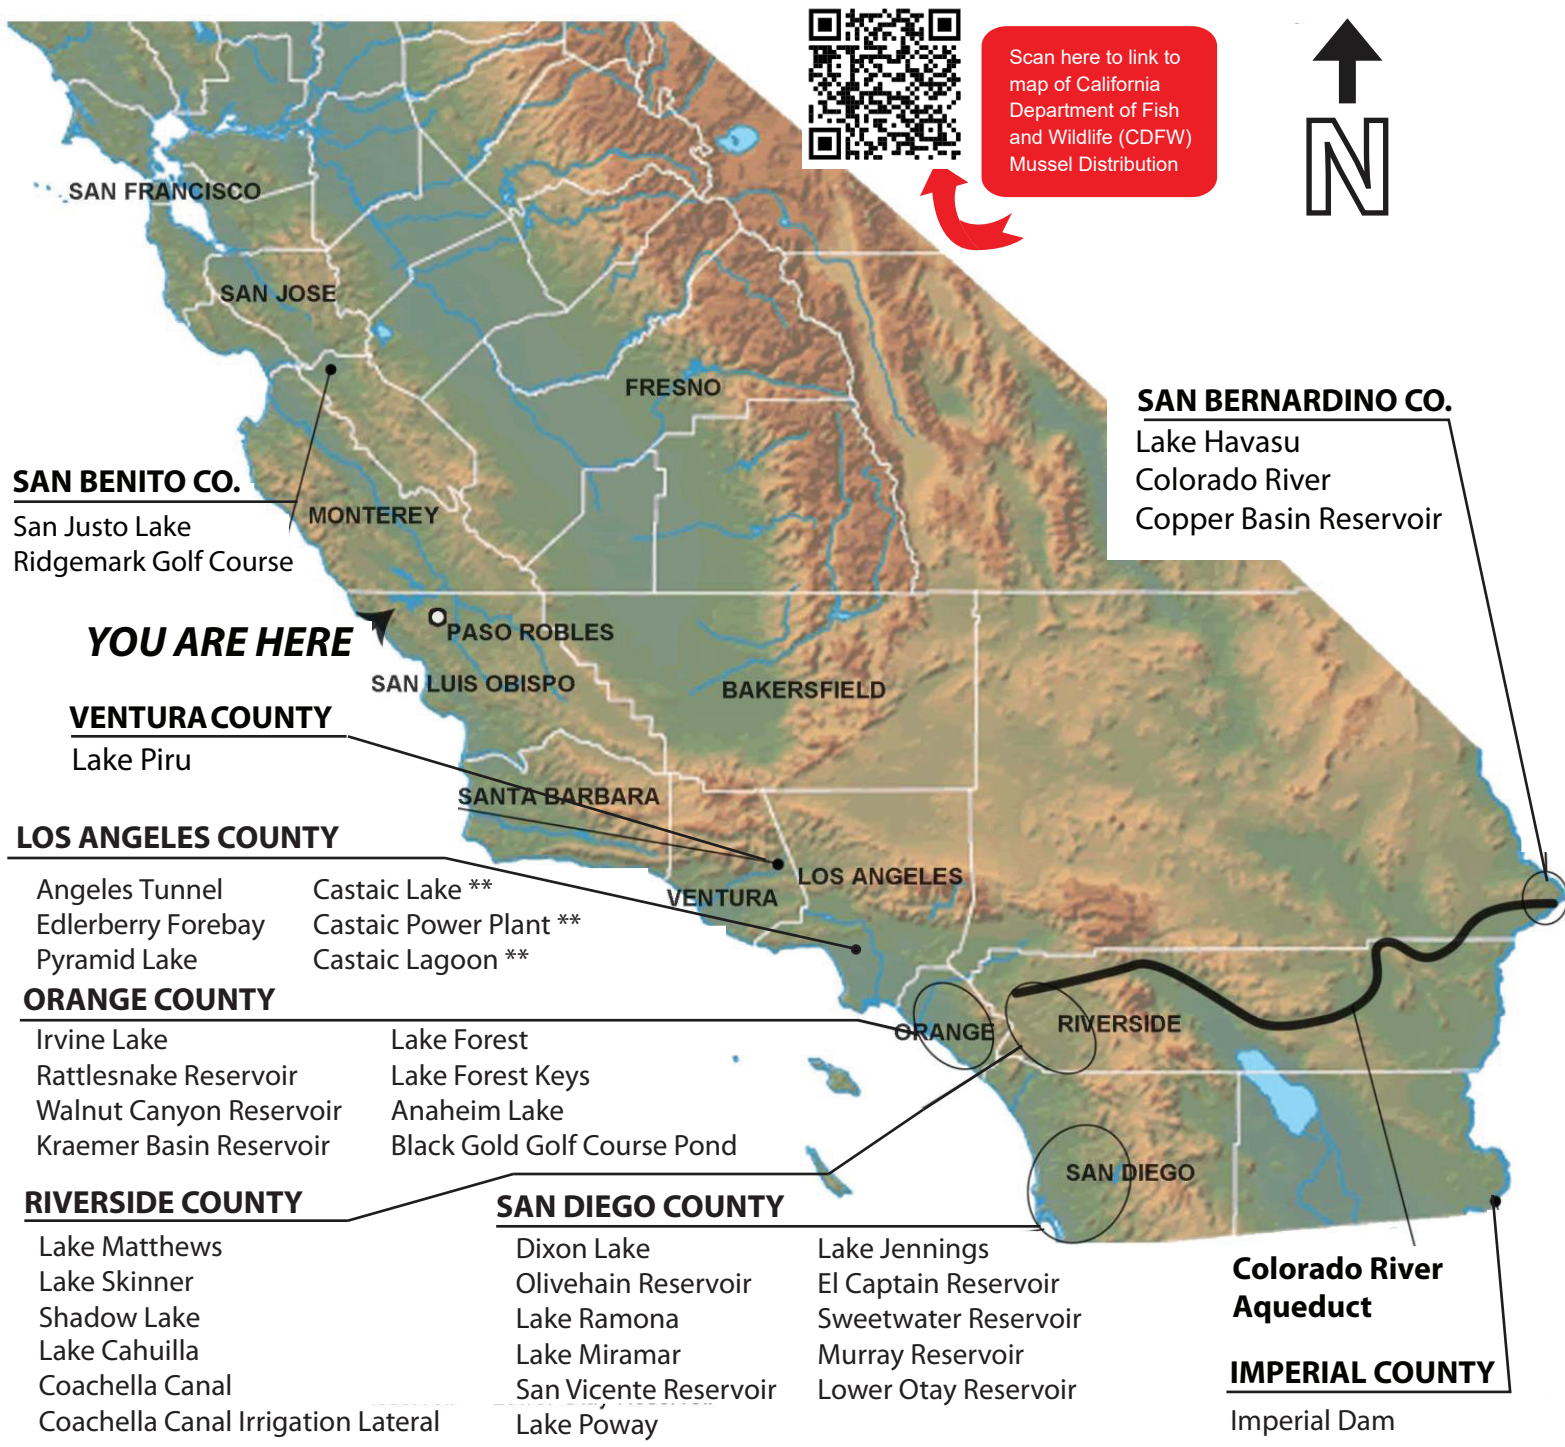 Scan here to link to
map of California
Department of Fish
and Wildlife (CDFW)
Mussel Distribution
N
SAN FRANCISCO
SAN JOSE
FRESNO
SAN BERNARDINO CO.
Lake Havasu
Colorado River
Copper Basin Reservoir
SAN BENITO CO.
San Justo Lake
Ridgemark Golf Course
MONTEREY
YOU ARE HERE
PASO ROBLES
SAN LUIS OBISPO
BAKERSFIELD
VENTURA COUNTY
Lake Piru
SANTA BARBARA
LOS ANGELES COUNTY
Angeles Tunnel
Edlerberry Forebay
Pyramid Lake
Castaic Lake **
Castaic Power Plant **
Castaic Lagoon **
VENTURA
LOS ANGELES
ORANGE COUNTY
Irvine Lake
Rattlesnake Reservoir
Walnut Canyon Reservoir
Kraemer Basin Reservoir
Lake Forest
Lake Forest Keys
Anaheim Lake
Black Gold Golf Course Pond
ORANGE
RIVERSIDE
SAN DIEGO
RIVERSIDE COUNTY
Lake Matthews
Lake Skinner
Shadow Lake
Lake Cahuilla
Coachella Canal
Coachella Canal Irrigation Lateral
SAN DIEGO COUNTY
Dixon Lake
Olivehain Reservoir
Lake Ramona
Lake Miramar
San Vicente Reservoir
Lake Poway
Lake Jennings
El Captain Reservoir
Sweetwater Reservoir
Murray Reservoir
Lower Otay Reservoir
Colorado River
Aqueduct
IMPERIAL COUNTY
Imperial Dam